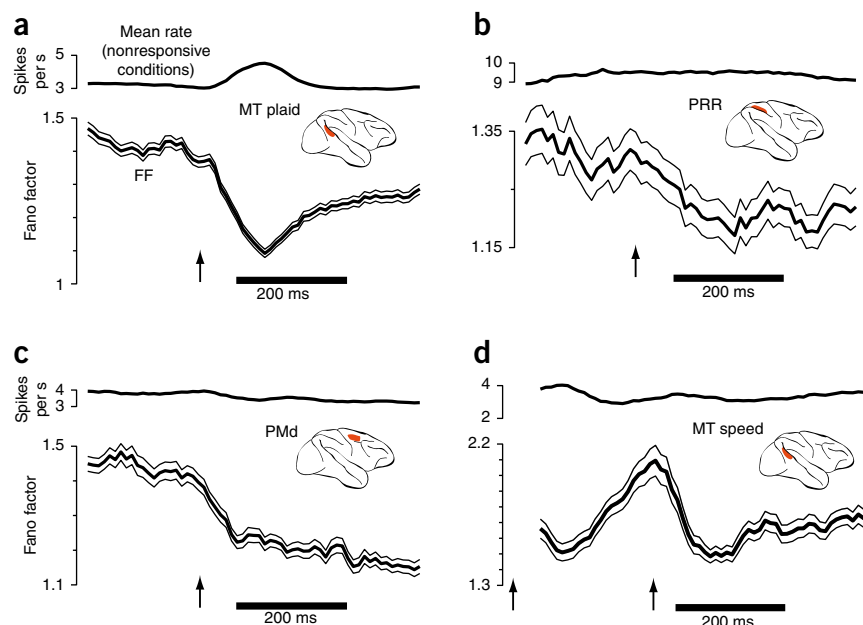 a
Mean rate
(nonresponsive
conditions)
Spikes
per s
5
3
MT plaid
1.5
FF
Fano factor
1
200 ms
b
10
9
PRR
1.35
1.15
200 ms
c
Spikes
per s
4
3
PMd
1.5
Fano factor
1.1
200 ms
d
4
2
MT speed
2.2
1.3
200 ms